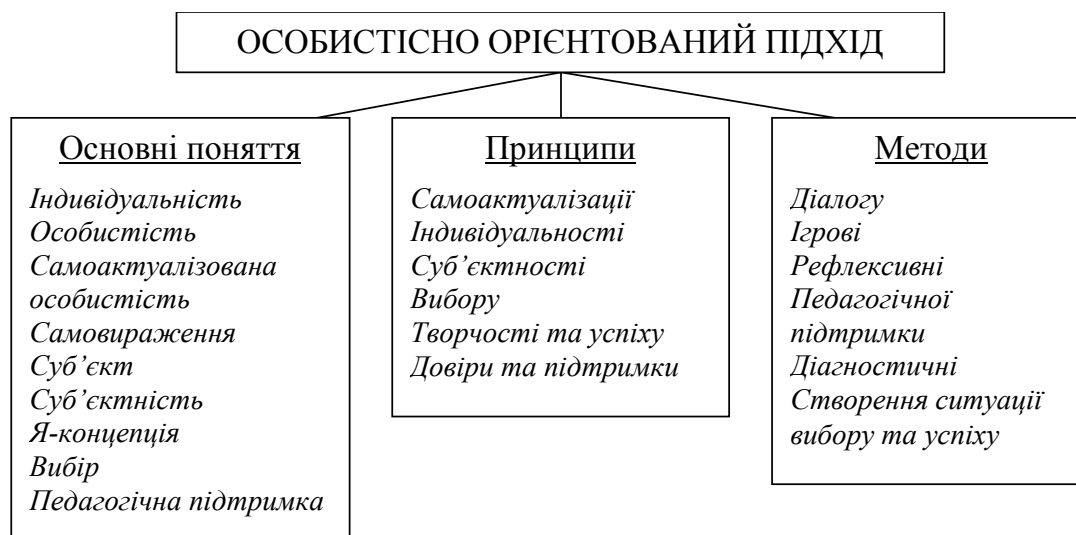 ОСОБИСТІСНО ОРІЄНТОВАНИЙ ПІДХІД
Основні поняття
Індивідуальність
Особистість
Самоактуалізована
особистість
Самовираження
Суб’єкт
Суб’єктність
Я-концепція
Вибір
Педагогічна підтримка
Принципи
Самоактуалізації
Індивідуальності
Суб’єктності
Вибору
Творчості та успіху
Довіри та підтримки
Методи
Діалогу
Ігрові
Рефлексивні
Педагогічної
підтримки
Діагностичні
Створення ситуації
вибору та успіху